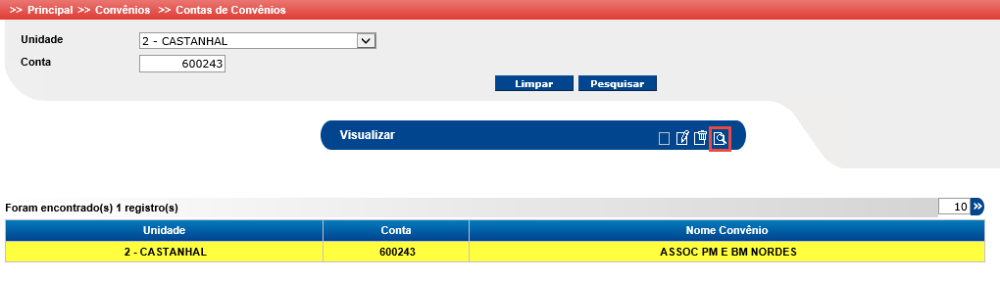 >> Principal >> Convênios >> Contas de Convênios
Unidade 2 - CASTANHAL
Conta 600243
Limpar Pesquisar
Visualizar
Foram encontrado(s) 1 registro(s) 10 »
Unidade Conta Nome Convênio
2 - CASTANHAL 600243 ASSOC PM E BM NORDES